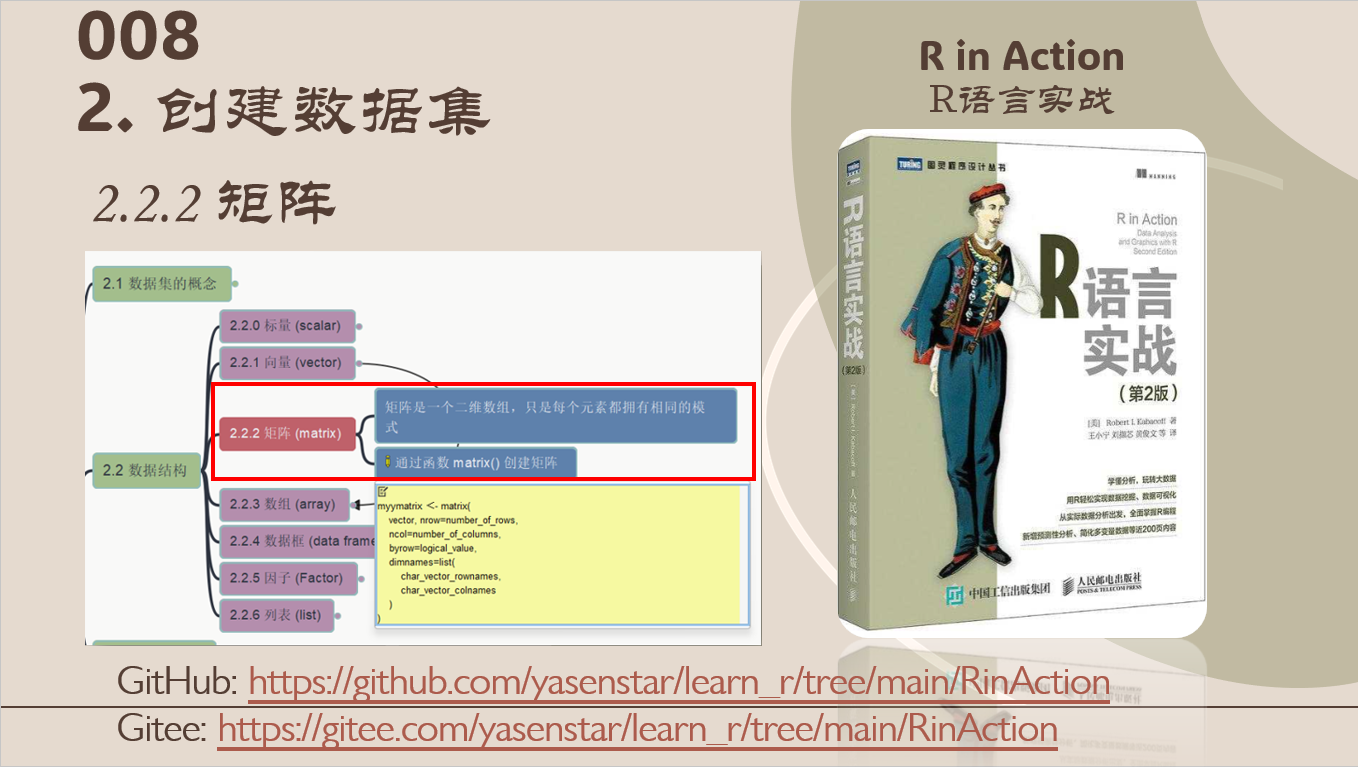 008
2. 创建数据集
2.2.2 矩阵
2.1 数据集的概念
2.2 数据结构
2.2.0 标量 (scalar)
2.2.1 向量 (vector)
2.2.2 矩阵 (matrix)
矩阵是一个二维数组，只是每个元素都拥有相同的模
式
通过函数 matrix() 创建矩阵
2.2.3 数组 (array)
2.2.4 数据框 (data frame
2.2.5 因子 (Factor)
2.2.6 列表 (list)
myymatrix <- matrix(
vector, nrow=number_of_rows,
ncol=number_of_columns,
byrow=logical_value,
dimnames=list(
char_vector_rownames,
char_vector_colnames
)
)
R in Action
R语言实战
TURING 图灵程序设计丛书
MANNING
R in Action
Data Analysis
and Graphics with R
Second Edition
R语言
实战
（第2版）
[美] Robert I. Kabacoff 著
王小宁 刘撷芯 黄俊文 等 译
学懂分析，玩转大数据
用R轻松实现数据挖掘、数据可视化
从实际数据分析出发、全面掌握R编程
新增预测性分析、简化多变量数据等近200页内容
中国工信出版集团
人民邮电出版社
POSTS & TELECOM PRESS
TURING
R语言实战
（第2版）
人民邮电出版社
GitHub: https://github.com/yasenstar/learn_r/tree/main/RinAction
Gitee: https://gitee.com/yasenstar/learn_r/tree/main/RinAction